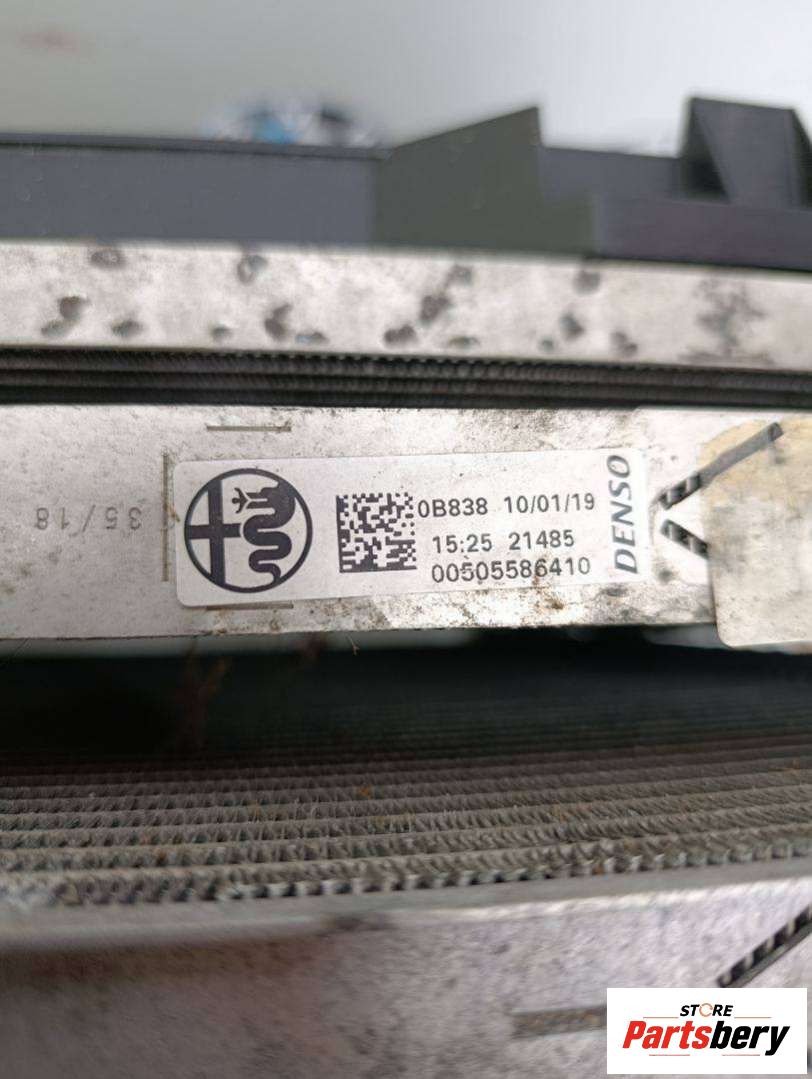 35/18
0B838 10/01/19
15:25 21485
00505586410
DENSO
STORE
Partsbery